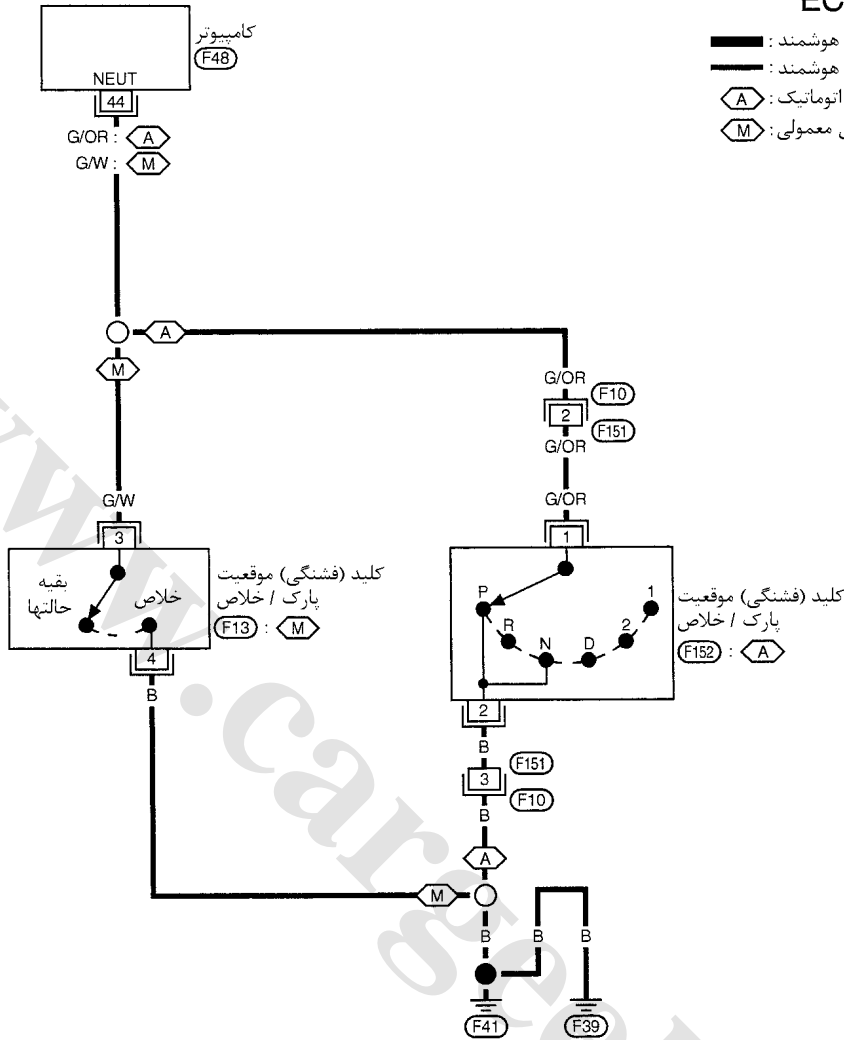 EC
کامپیوتر
F48
هوشمند :
هوشمند :
اتوماتیک : A
معمولی : M
NEUT
44
G/OR : A
G/W : M
A
M
G/OR
F10
2
F151
G/OR
G/W
G/OR
3
1
بقیه
حالتها
خلاص
کلید (فشنگی) موقعیت
پارک / خلاص
F13 : M
4
B
P
R
N
D
2
1
کلید (فشنگی) موقعیت
پارک / خلاص
F152 : A
2
B
F151
3
F10
B
A
M
B
B
B
F41
F39
www.cargee